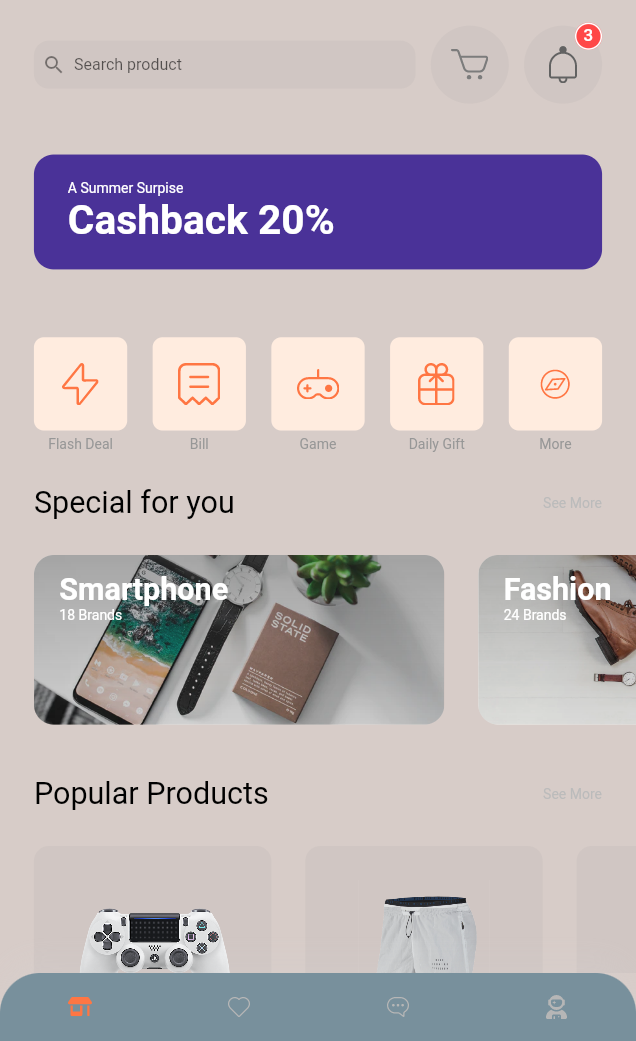 Search product
3
A Summer Surpise
Cashback 20%
Flash Deal
Bill
Game
Daily Gift
More
Special for you
See More
Smartphone
18 Brands
SOLID
STATE
Fashion
24 Brands
Popular Products
See More